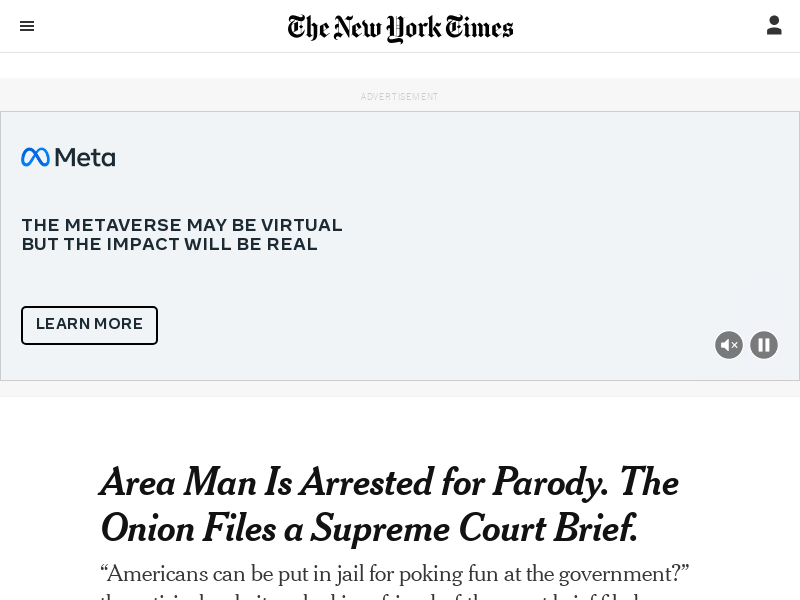 The New York Times
ADVERTISEMENT
Meta
THE METAVERSE MAY BE VIRTUAL
BUT THE IMPACT WILL BE REAL
LEARN MORE
Area Man Is Arrested for Parody. The
Onion Files a Supreme Court Brief.
“Americans can be put in jail for poking fun at the government?”